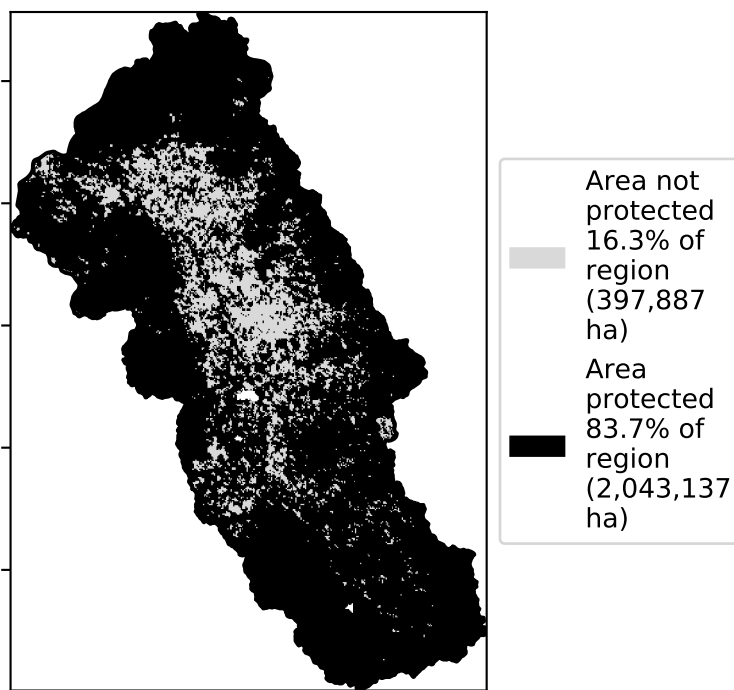 Area not
protected
16.3% of
region
(397,887
ha)
Area
protected
83.7% of
region
(2,043,137
ha)